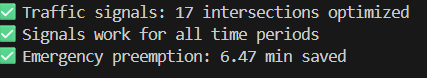 ✅ Traffic signals: 17 intersections optimized
✅ Signals work for all time periods
✅ Emergency preemption: 6.47 min saved